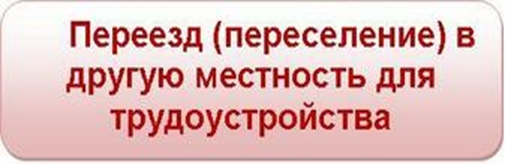 Переезд (переселение) в
другую местность для
трудоустройства